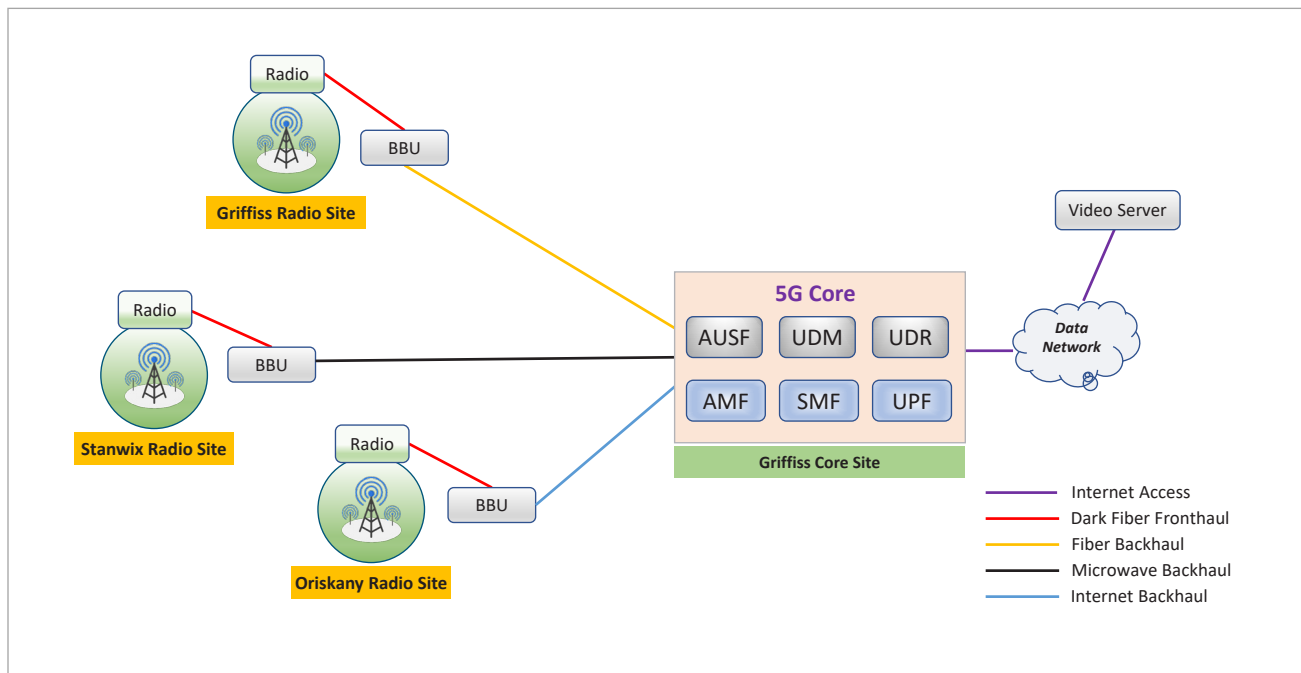 Radio
BBU
Griffiss Radio Site
Video Server
Radio
BBU
Stanwix Radio Site
5G Core
AUSF
UDM
UDR
AMF
SMF
UPF
Griffiss Core Site
Data
Network
Radio
BBU
Oriskany Radio Site
Internet Access
Dark Fiber Fronthaul
Fiber Backhaul
Microwave Backhaul
Internet Backhaul